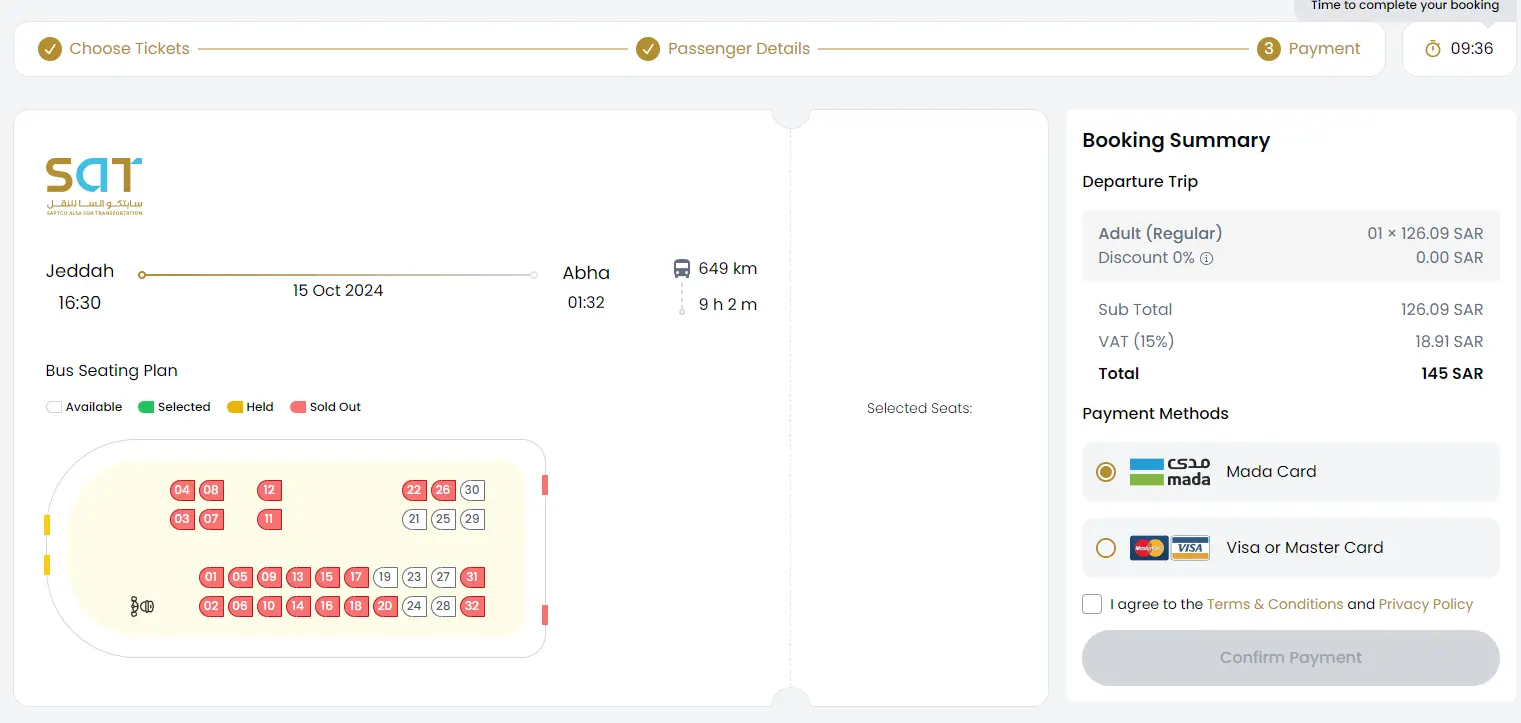 Time to complete your booking
Choose Tickets
Passenger Details
3 Payment
09:36
sat
سابتكو السا للنقل
SAPTCO ALSA FOR TRANSPORTATION
Jeddah
16:30
15 Oct 2024
Abha
01:32
649 km
9 h 2 m
Bus Seating Plan
Available Selected Held Sold Out
04 08 12 22 26 30
03 07 11 21 25 29
01 05 09 13 15 17 19 23 27 31
02 06 10 14 16 18 20 24 28 32
Selected Seats:
Booking Summary
Departure Trip
Adult (Regular) 01 × 126.09 SAR
Discount 0% 0.00 SAR
Sub Total 126.09 SAR
VAT (15%) 18.91 SAR
Total 145 SAR
Payment Methods
مدى
mada Mada Card
MasterCard VISA Visa or Master Card
I agree to the Terms & Conditions and Privacy Policy
Confirm Payment